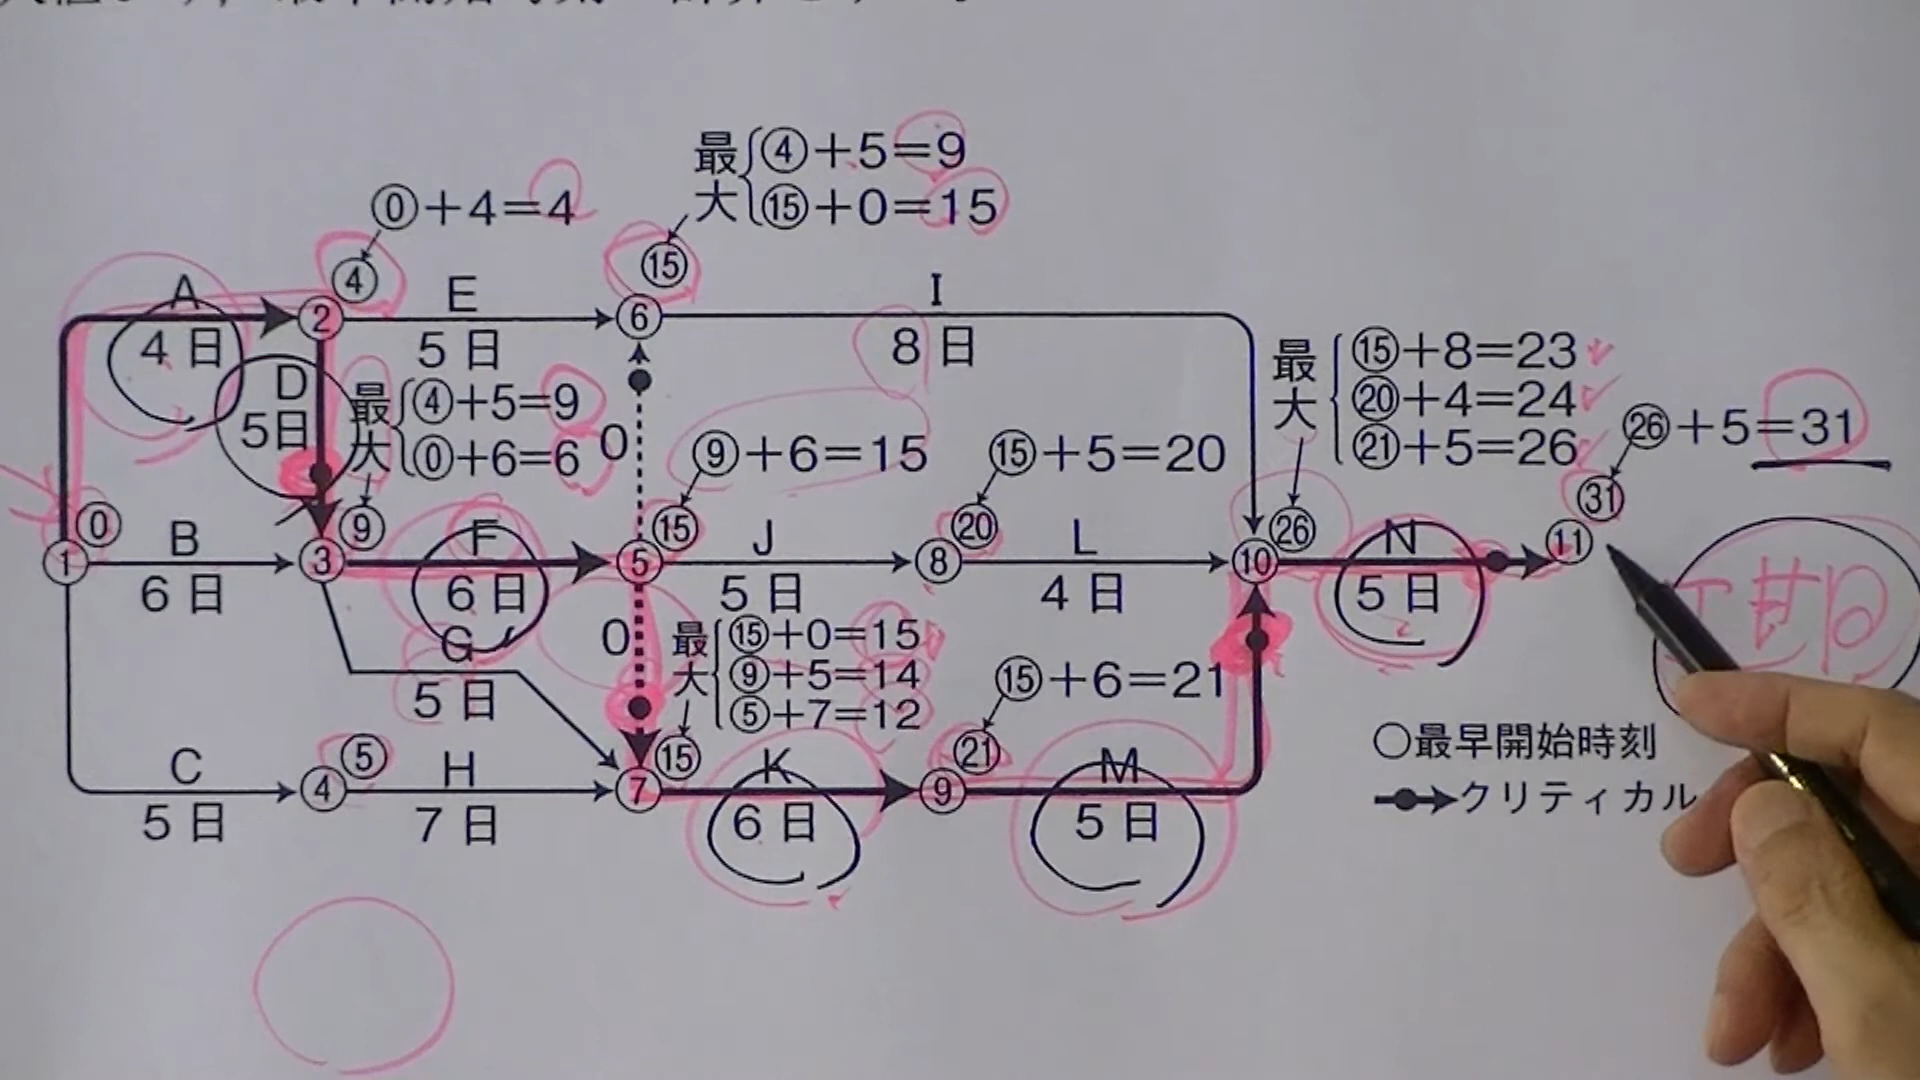 最大 ④+5=9
⑮+0=15
⓪+4=4
④
⑮
A
4日
②
E
5日
⑥
I
8日
D
5日
最大 ④+5=9
⓪+6=6
0
⑨+6=15
⑮+5=20
最大 ⑮+8=23
⑳+4=24
㉑+5=26
㉖+5=31
㉛
⓪
①
B
6日
⑨
③
F
6日
⑮
⑤
J
5日
⑳
⑧
L
4日
㉖
⑩
N
5日
⑪
G
5日
0
最大 ⑮+0=15
⑨+5=14
⑤+7=12
⑮+6=21
C
5日
⑤
④
H
7日
⑮
⑦
K
6日
㉑
⑨
M
5日
○最早開始時刻
クリティカル